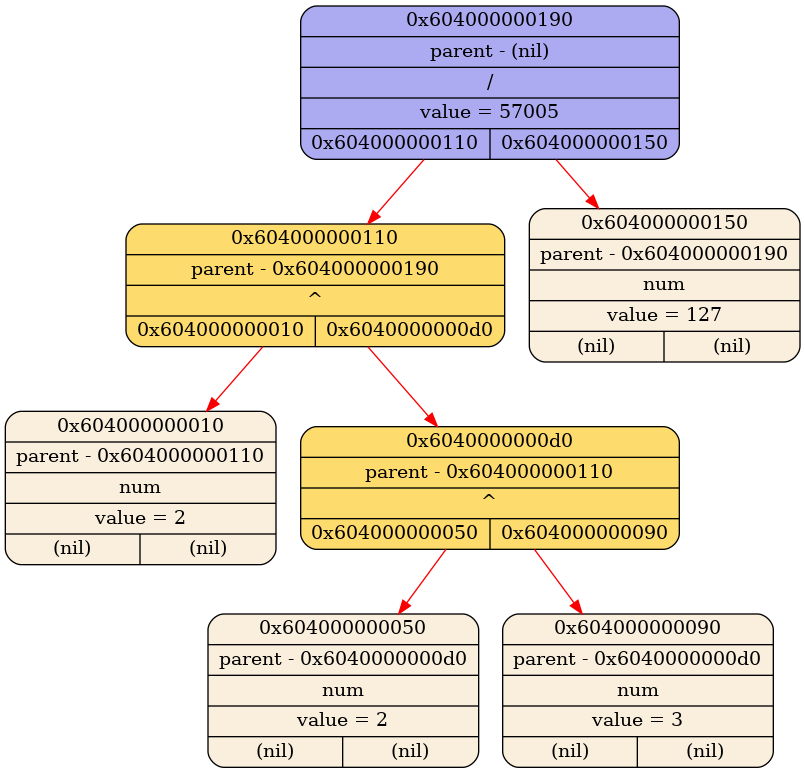 0x604000000190
parent - (nil)
/
value = 57005
0x604000000110 0x604000000150
0x604000000150
parent - 0x604000000190
num
value = 127
(nil) (nil)
0x604000000110
parent - 0x604000000190
^
0x604000000010 0x6040000000d0
0x604000000010
parent - 0x604000000110
num
value = 2
(nil) (nil)
0x6040000000d0
parent - 0x604000000110
^
0x604000000050 0x604000000090
0x604000000050
parent - 0x6040000000d0
num
value = 2
(nil) (nil)
0x604000000090
parent - 0x6040000000d0
num
value = 3
(nil) (nil)